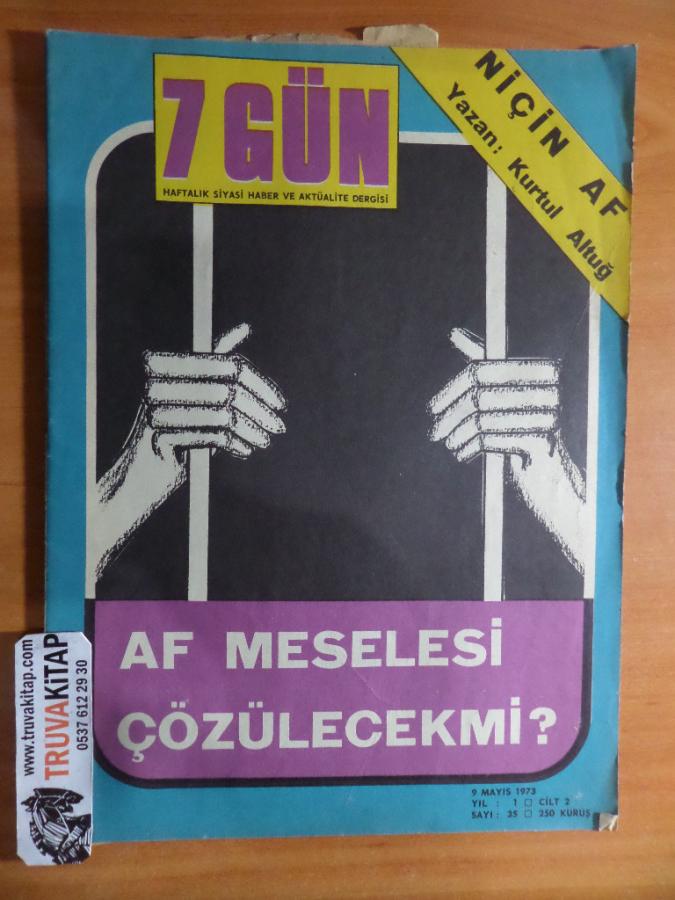 7 GÜN
HAFTALIK SİYASİ HABER VE AKTÜALİTE DERGİSİ
NİÇİN AF
Yazan: Kurtul Altuğ
AF MESELESİ
ÇÖZÜLECEKMİ?
9 MAYIS 1973
YIL : 1 □ CİLT 2
SAYI : 35 □ 250 KURUŞ
www.truvakitap.com
TRUVAKİTAP
0537 612 29 30